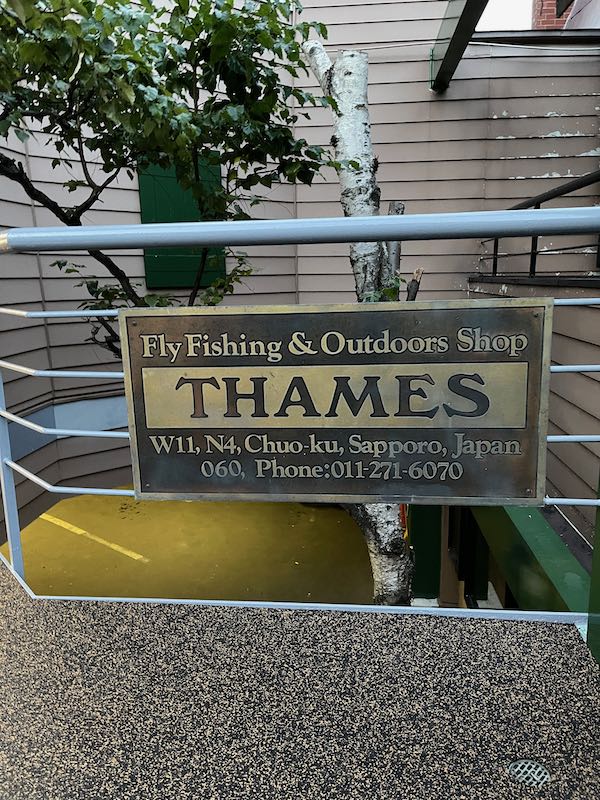 Fly Fishing & Outdoors Shop
THAMES
W11, N4, Chuo-ku, Sapporo, Japan
060, Phone:011-271-6070